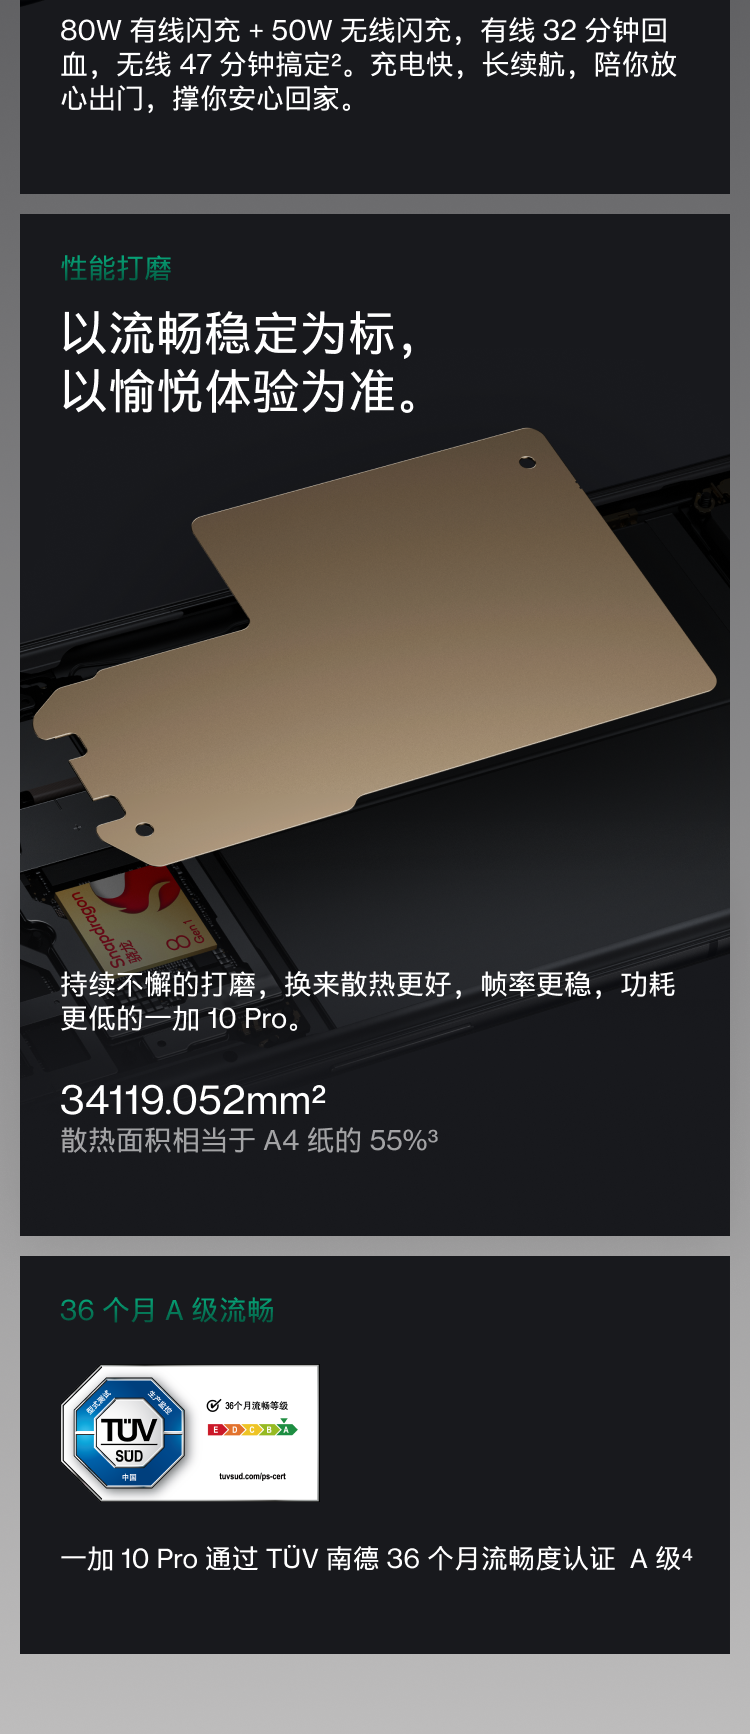 80W 有线闪充 + 50W 无线闪充，有线 32 分钟回
血，无线 47 分钟搞定²。充电快，长续航，陪你放
心出门，撑你安心回家。
性能打磨
以流畅稳定为标，
以愉悦体验为准。
Snapdragon
骁龙
8
Gen 1
持续不懈的打磨，换来散热更好，帧率更稳，功耗
更低的一加 10 Pro。
34119.052mm²
散热面积相当于 A4 纸的 55%³
36 个月 A 级流畅
型式测试
生产监控
TÜV
SÜD
中国
36个月流畅等级
E D C B A
tuvsud.com/ps-cert
一加 10 Pro 通过 TÜV 南德 36 个月流畅度认证 A 级⁴